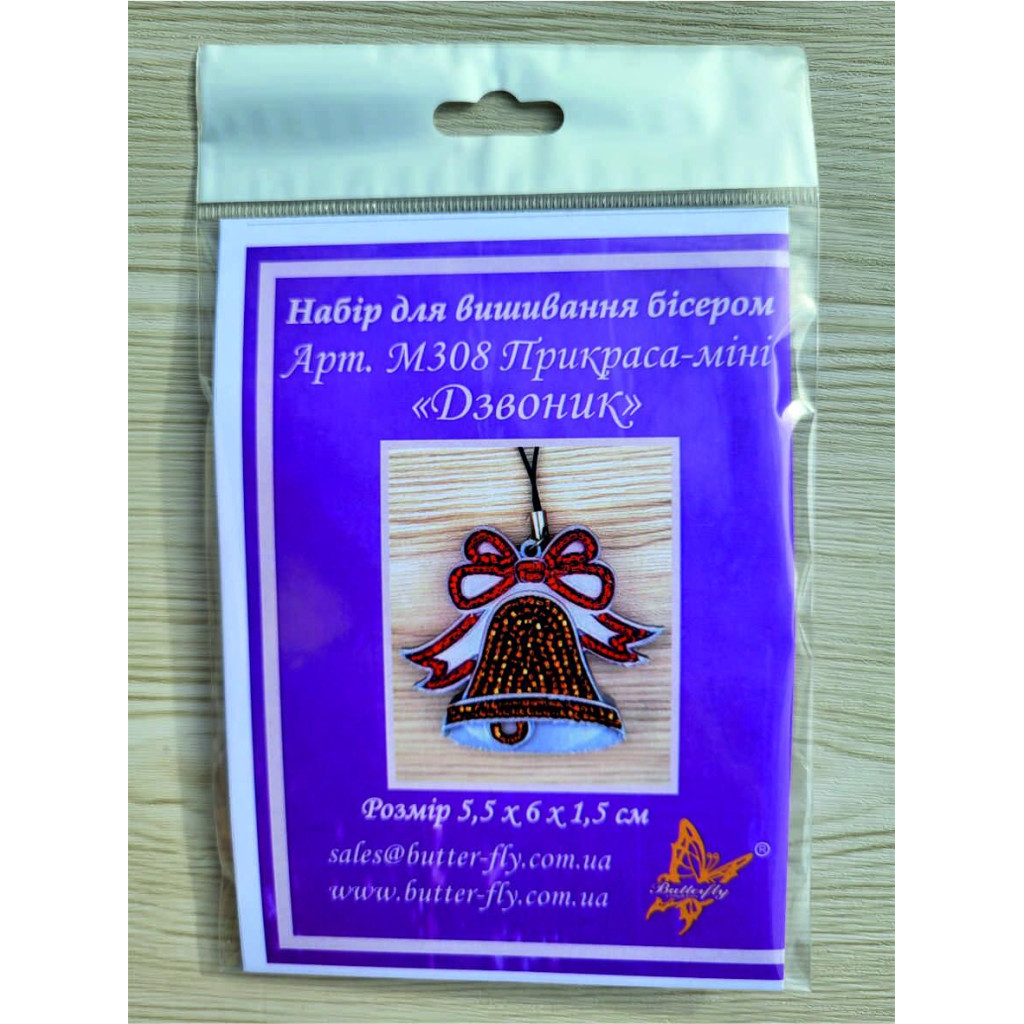 Набір для вишивання бісером
Арт. М308 Прикраса-міні
«Дзвоник»
Розмір 5,5 х 6 х 1,5 см
sales@butter-fly.com.ua
www.butter-fly.com.ua
Butterfly ®